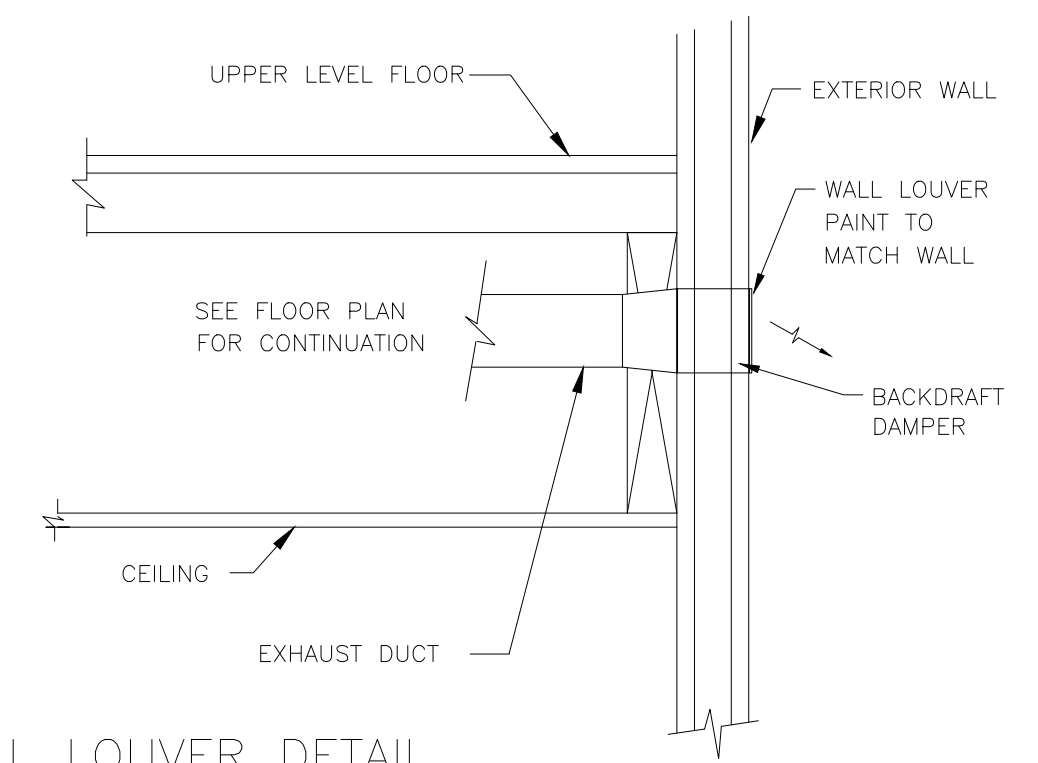 UPPER LEVEL FLOOR
EXTERIOR WALL
WALL LOUVER
PAINT TO
MATCH WALL
SEE FLOOR PLAN
FOR CONTINUATION
BACKDRAFT
DAMPER
CEILING
EXHAUST DUCT
LOUVER DETAIL